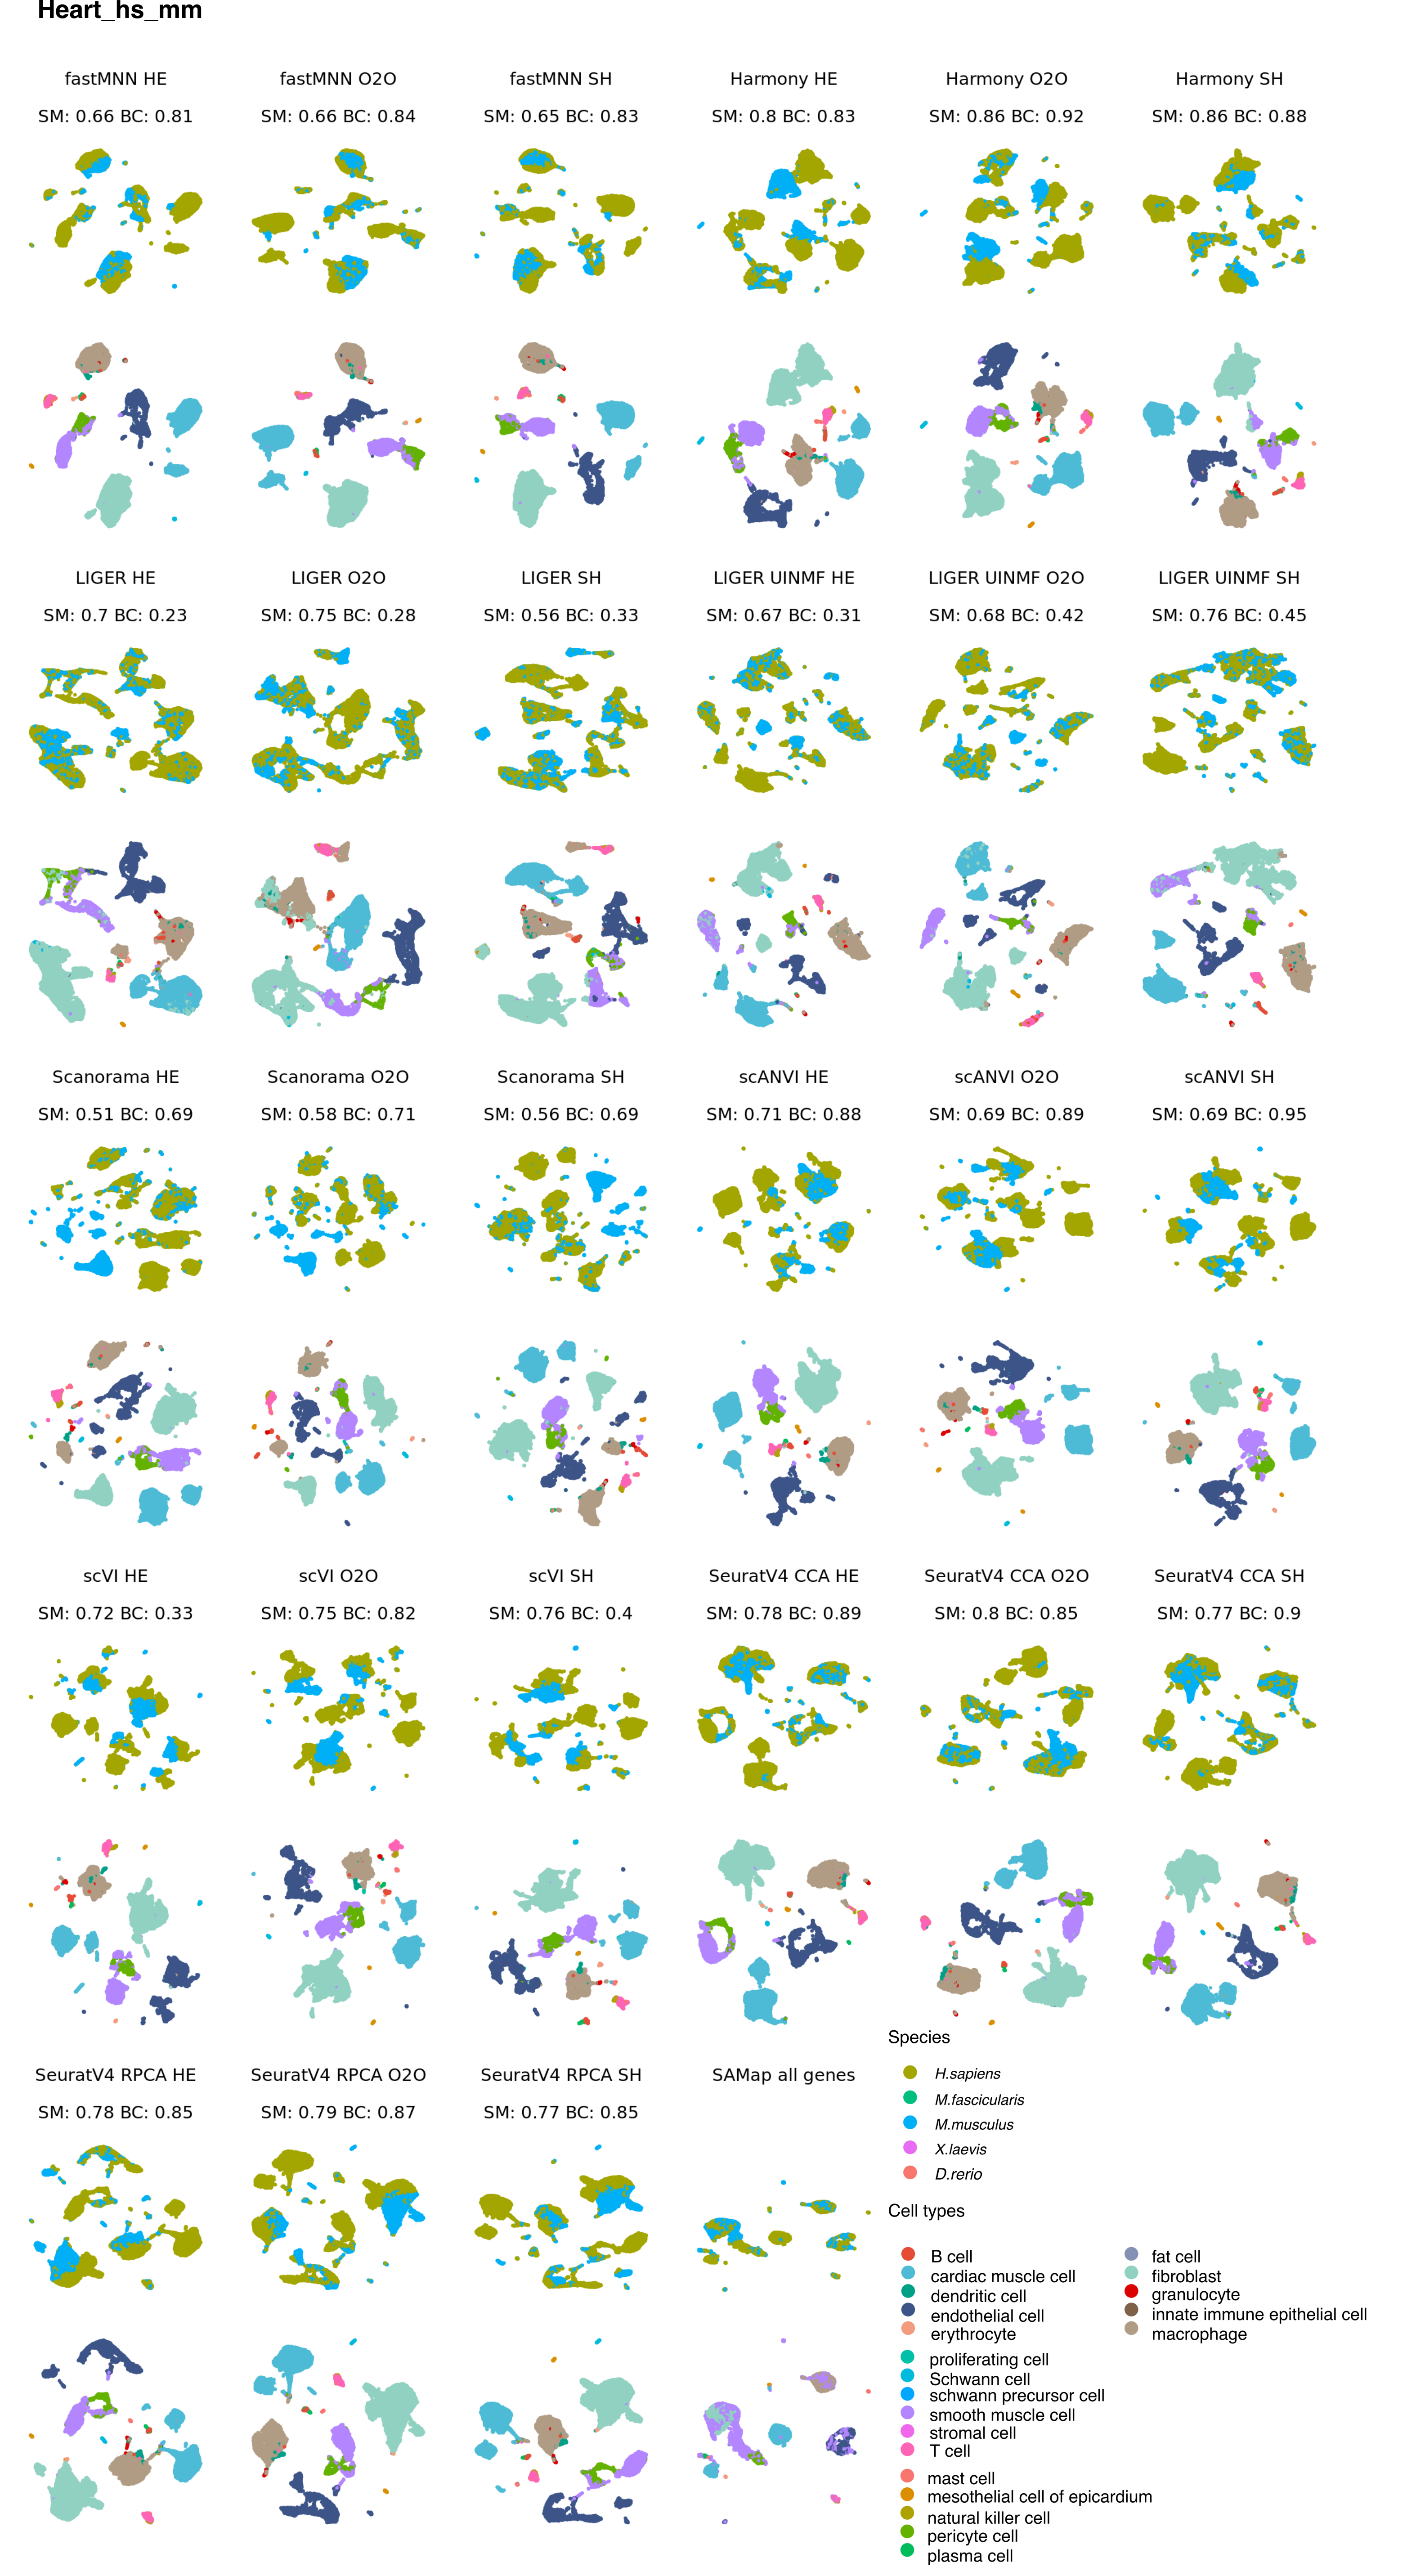 Heart_hs_mm
fastMNN HE fastMNN O2O fastMNN SH Harmony HE Harmony O2O Harmony SH
SM: 0.66 BC: 0.81 SM: 0.66 BC: 0.84 SM: 0.65 BC: 0.83 SM: 0.8 BC: 0.83 SM: 0.86 BC: 0.92 SM: 0.86 BC: 0.88
LIGER HE LIGER O2O LIGER SH LIGER UINMF HE LIGER UINMF O2O LIGER UINMF SH
SM: 0.7 BC: 0.23 SM: 0.75 BC: 0.28 SM: 0.56 BC: 0.33 SM: 0.67 BC: 0.31 SM: 0.68 BC: 0.42 SM: 0.76 BC: 0.45
Scanorama HE Scanorama O2O Scanorama SH scANVI HE scANVI O2O scANVI SH
SM: 0.51 BC: 0.69 SM: 0.58 BC: 0.71 SM: 0.56 BC: 0.69 SM: 0.71 BC: 0.88 SM: 0.69 BC: 0.89 SM: 0.69 BC: 0.95
scVI HE scVI O2O scVI SH SeuratV4 CCA HE SeuratV4 CCA O2O SeuratV4 CCA SH
SM: 0.72 BC: 0.33 SM: 0.75 BC: 0.82 SM: 0.76 BC: 0.4 SM: 0.78 BC: 0.89 SM: 0.8 BC: 0.85 SM: 0.77 BC: 0.9
SeuratV4 RPCA HE SeuratV4 RPCA O2O SeuratV4 RPCA SH SAMap all genes
SM: 0.78 BC: 0.85 SM: 0.79 BC: 0.87 SM: 0.77 BC: 0.85
Species
H.sapiens
M.fascicularis
M.musculus
X.laevis
D.rerio
Cell types
B cell
cardiac muscle cell
dendritic cell
endothelial cell
erythrocyte
proliferating cell
Schwann cell
schwann precursor cell
smooth muscle cell
stromal cell
T cell
mast cell
mesothelial cell of epicardium
natural killer cell
pericyte cell
plasma cell
fat cell
fibroblast
granulocyte
innate immune epithelial cell
macrophage